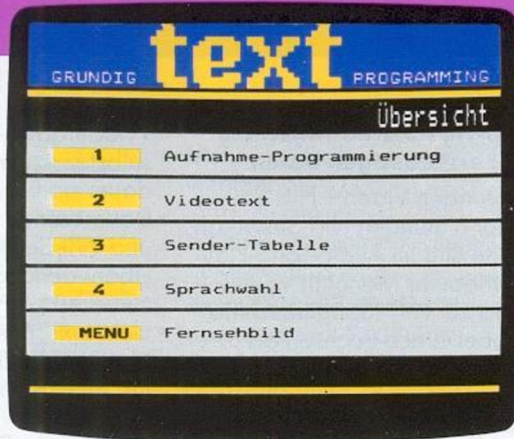 GRUNDIG text PROGRAMMING
Übersicht
1 Aufnahme-Programmierung
2 Videotext
3 Sender-Tabelle
4 Sprachwahl
MENU Fernsehbild